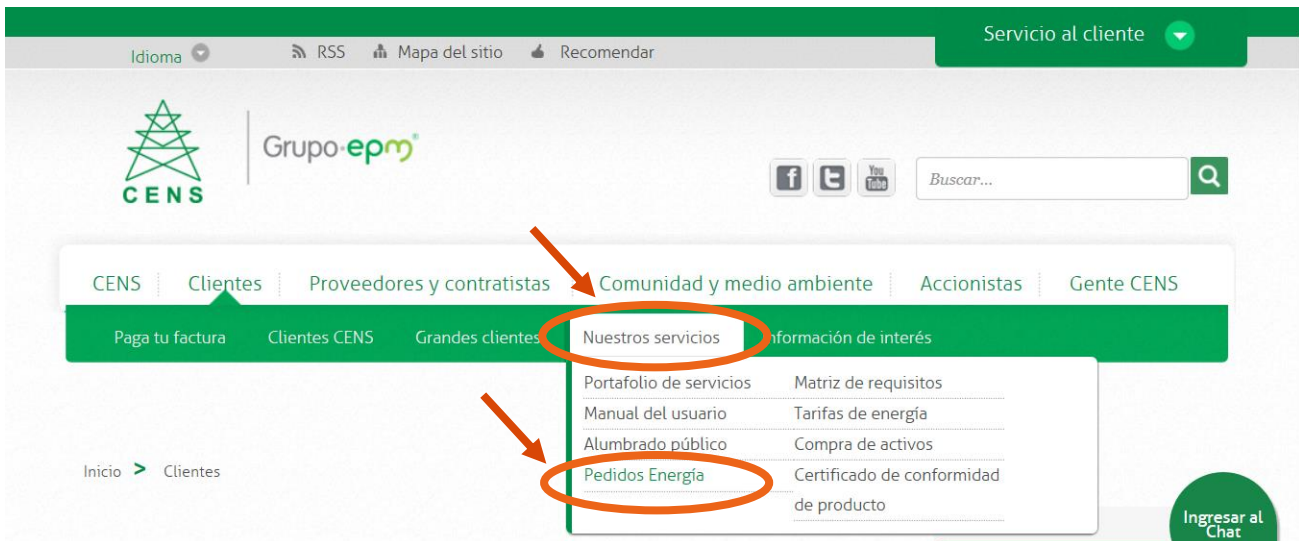 Servicio al cliente
Idioma RSS Mapa del sitio Recomendar
Grupo·epm®
CENS
You Tube
Buscar...
CENS Clientes Proveedores y contratistas Comunidad y medio ambiente Accionistas Gente CENS
Paga tu factura Clientes CENS Grandes clientes Nuestros servicios nformación de interés
Portafolio de servicios Matriz de requisitos
Manual del usuario Tarifas de energía
Alumbrado público Compra de activos
Pedidos Energía Certificado de conformidad
de producto
Inicio > Clientes
Ingresar al
Chat